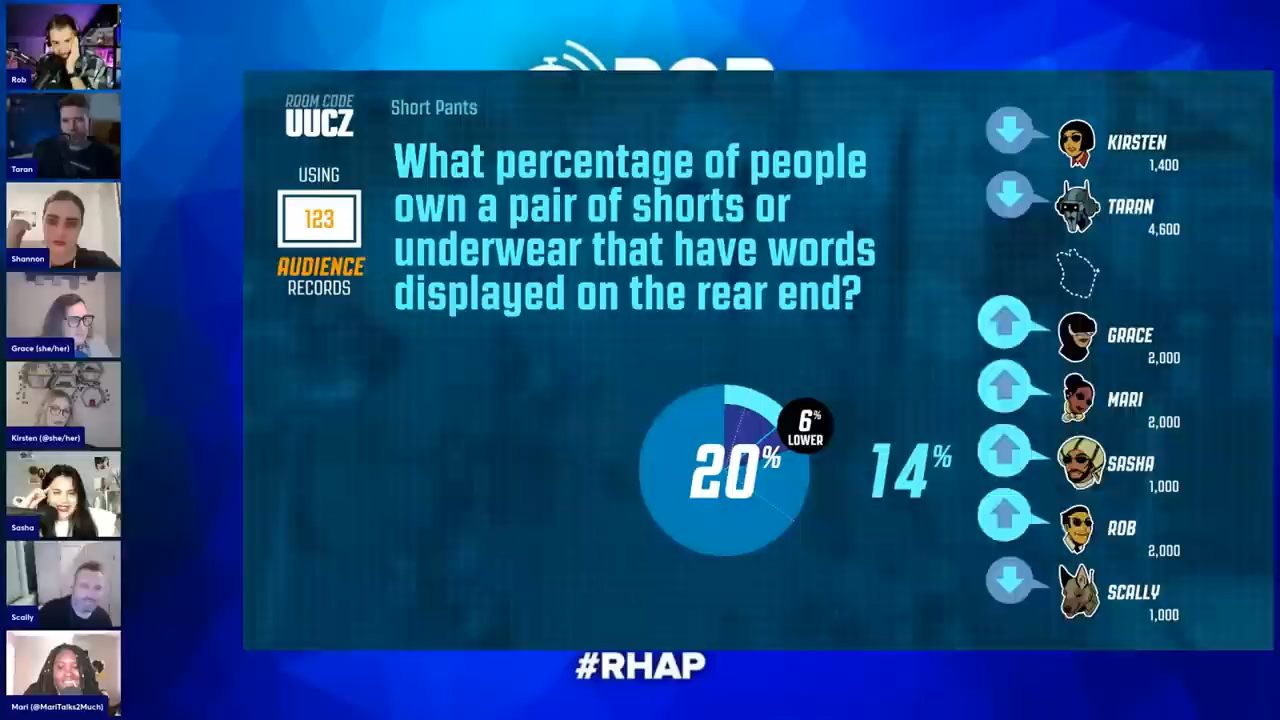 Rob
Taran
Shannon
Grace (she/her)
Kirsten (@she/her)
Sasha
Scally
Mari (@MariTalks2Much)
ROOM CODE
UUCZ
USING
123
AUDIENCE
RECORDS
Short Pants
What percentage of people
own a pair of shorts or
underwear that have words
displayed on the rear end?
20%
6%
LOWER
14%
KIRSTEN
1,400
TARAN
4,600
GRACE
2,000
MARI
2,000
SASHA
1,000
ROB
2,000
SCALLY
1,000
#RHAP